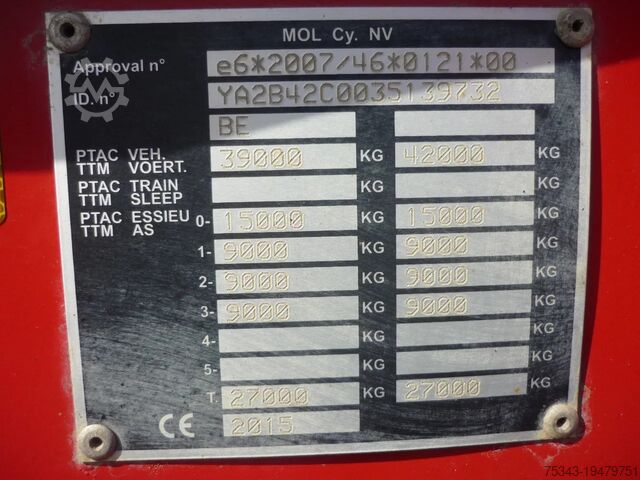 MOL Cy. NV
Approval n° e6*2007/46*0121*00
ID. n° YA2B42C0035139732
BE
PTAC VEH. TTM VOERT. 39000 KG 42000 KG
PTAC TRAIN TTM SLEEP KG KG
PTAC ESSIEU TTM AS 0- 15000 KG 15000 KG
1- 9000 KG 9000 KG
2- 9000 KG 9000 KG
3- 9000 KG 9000 KG
4- KG KG
5- KG KG
T. 27000 KG 27000 KG
CE 2015
75343-19479751